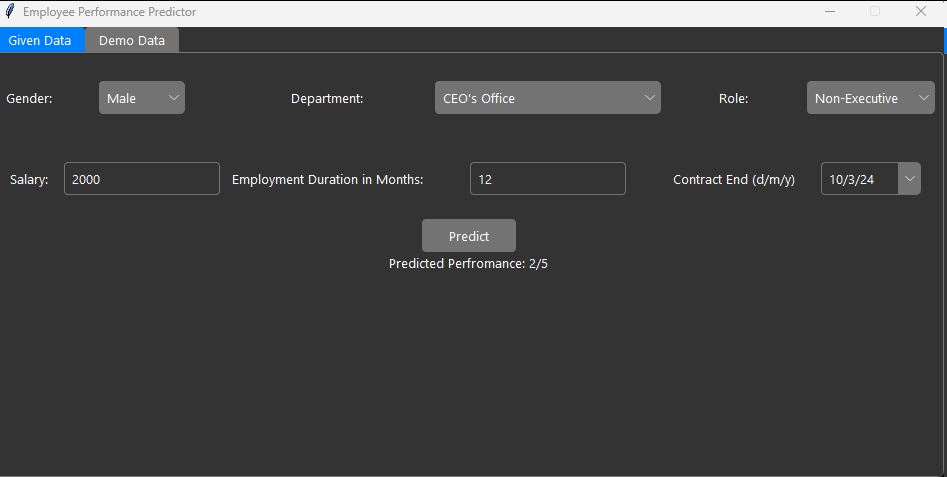 Employee Performance Predictor
Given Data Demo Data
Gender: Male Department: CEO's Office Role: Non-Executive
Salary: 2000 Employment Duration in Months: 12 Contract End (d/m/y) 10/3/24
Predict
Predicted Perfromance: 2/5